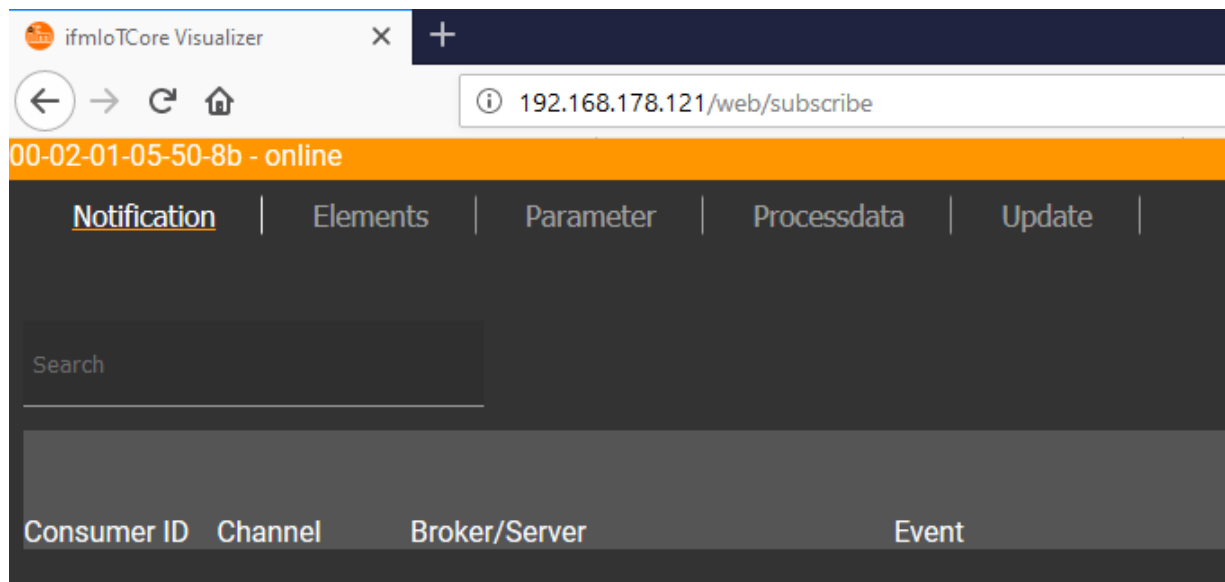 ifmIoTCore Visualizer
192.168.178.121/web/subscribe
00-02-01-05-50-8b - online
Notification Elements Parameter Processdata Update
Search
Consumer ID Channel Broker/Server Event